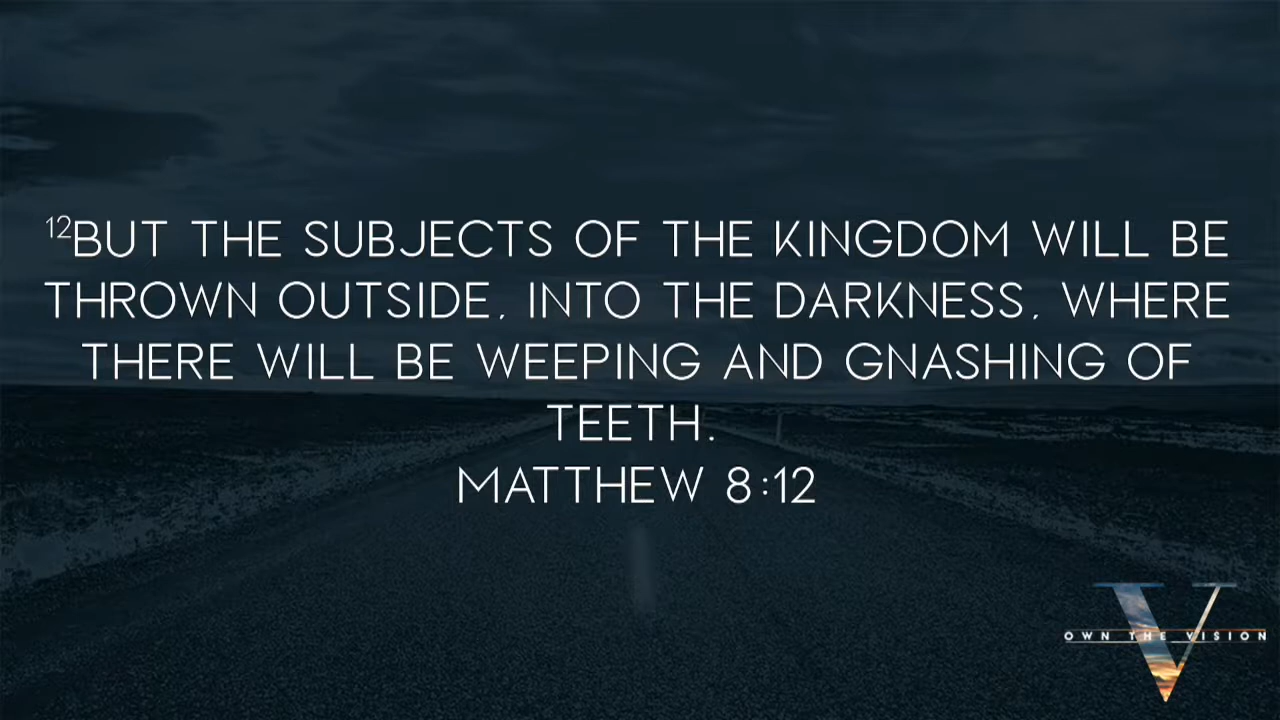 12BUT THE SUBJECTS OF THE KINGDOM WILL BE
THROWN OUTSIDE, INTO THE DARKNESS, WHERE
THERE WILL BE WEEPING AND GNASHING OF
TEETH.
MATTHEW 8:12
V
OWN THE VISION